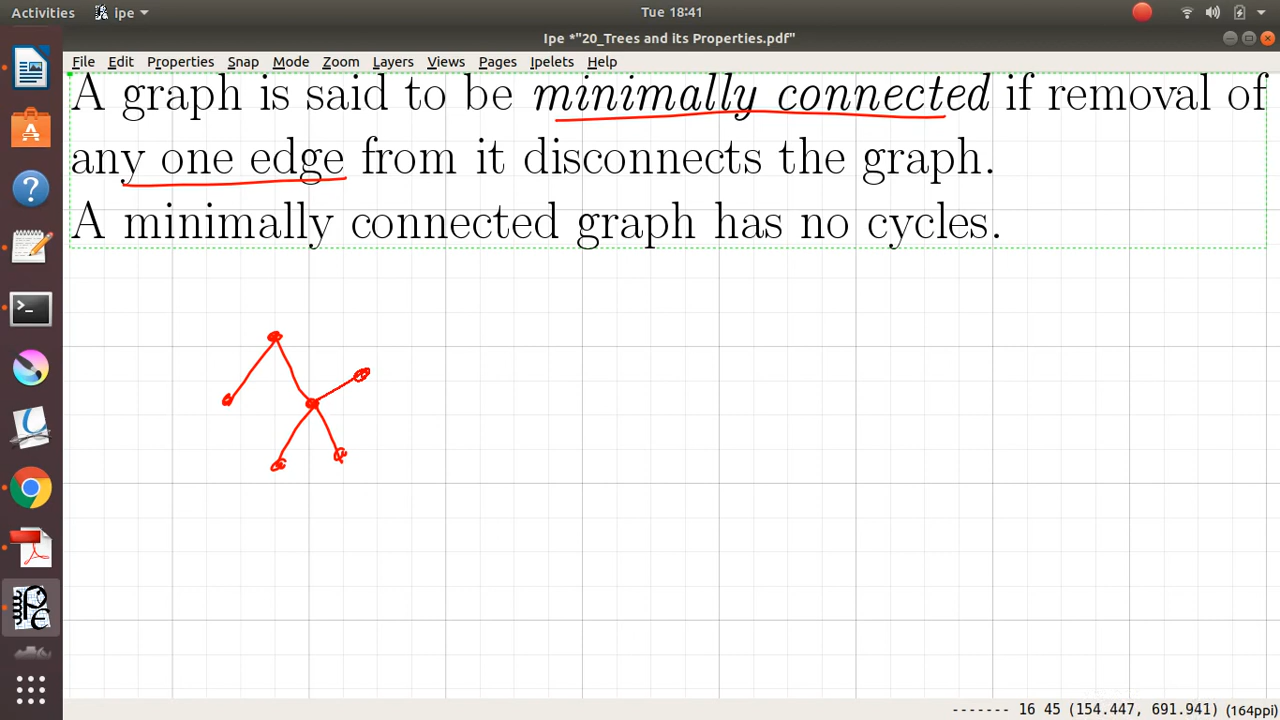 Activities ipe Tue 18:41
Ipe *"20_Trees and its Properties.pdf"
File Edit Properties Snap Mode Zoom Layers Views Pages Ipelets Help
A graph is said to be minimally connected if removal of
any one edge from it disconnects the graph.
A minimally connected graph has no cycles.
------- 16 45 (154.447, 691.941) (164ppi)